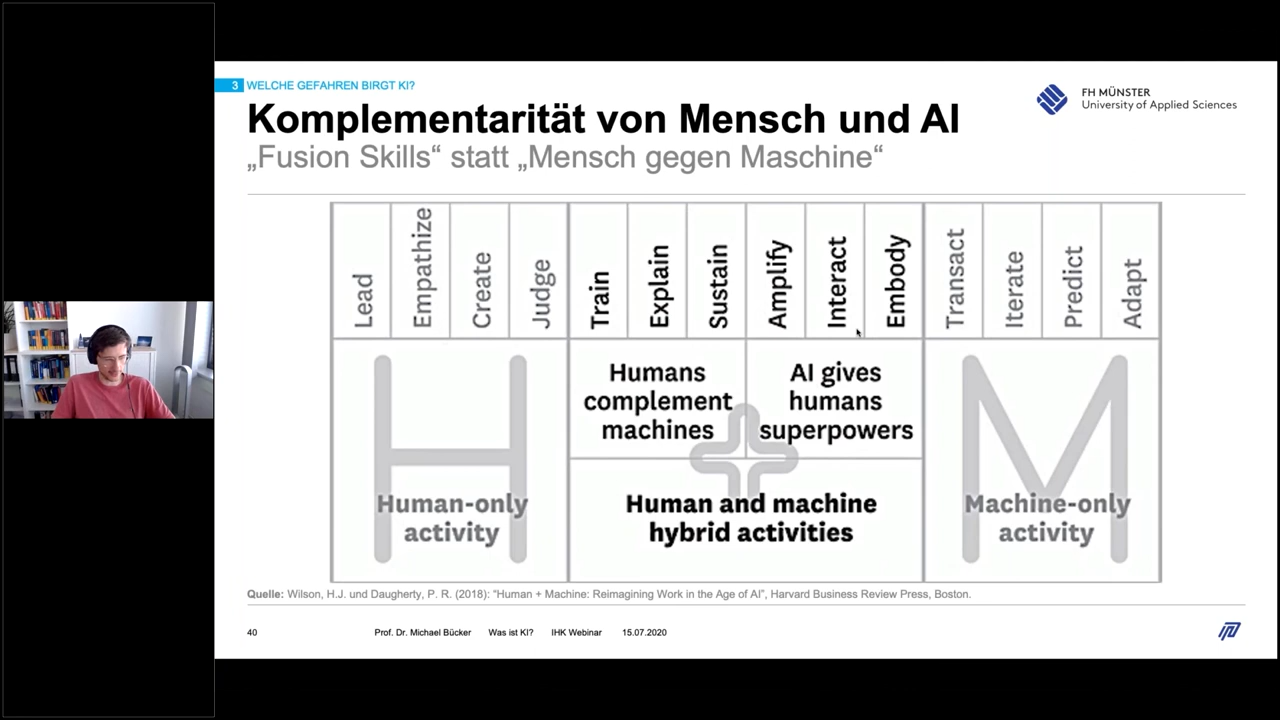 3 WELCHE GEFAHREN BIRGT KI?
FH MÜNSTER
University of Applied Sciences
Komplementarität von Mensch und AI
„Fusion Skills“ statt „Mensch gegen Maschine“
Lead
Empathize
Create
Judge
Train
Explain
Sustain
Amplify
Interact
Embody
Transact
Iterate
Predict
Adapt
H
Human-only
activity
Humans
complement
machines
AI gives
humans
superpowers
Human and machine
hybrid activities
M
Machine-only
activity
Quelle: Wilson, H.J. und Daugherty, P. R. (2018): “Human + Machine: Reimagining Work in the Age of AI”, Harvard Business Review Press, Boston.
40 Prof. Dr. Michael Bücker Was ist KI? IHK Webinar 15.07.2020